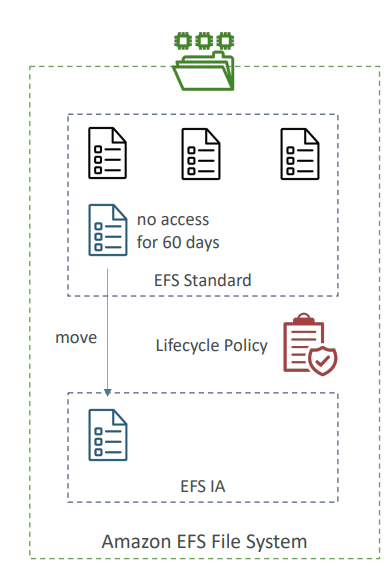 no access
for 60 days
EFS Standard
move
Lifecycle Policy
EFS IA
Amazon EFS File System